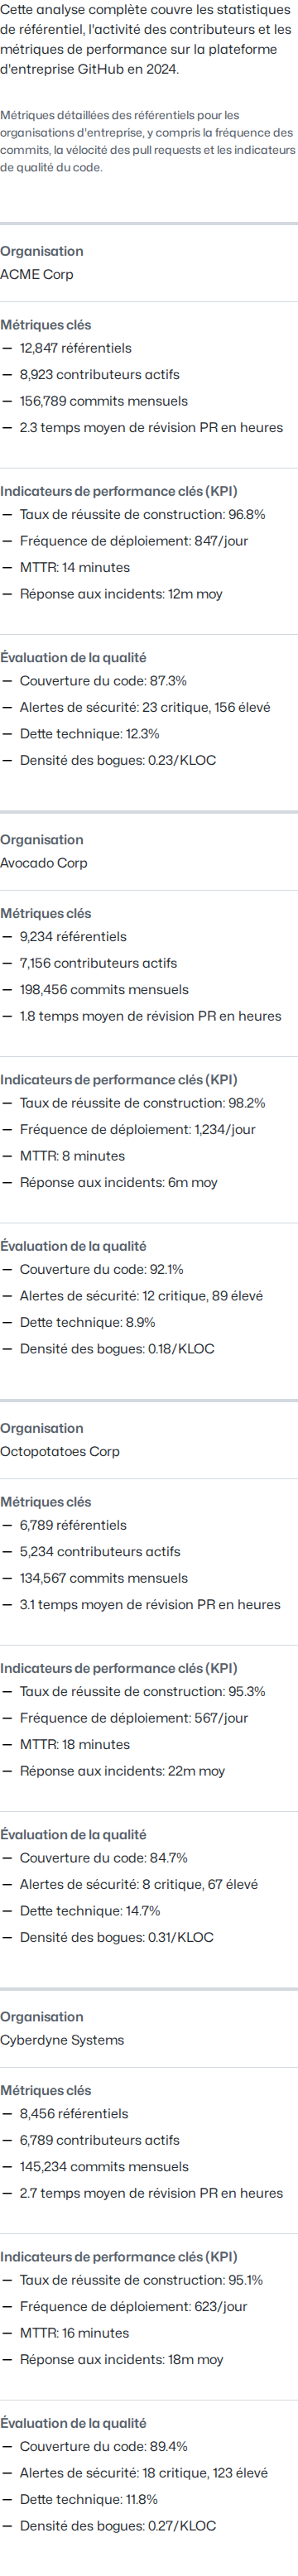 Cette analyse complète couvre les statistiques
de référentiel, l'activité des contributeurs et les
métriques de performance sur la plateforme
d'entreprise GitHub en 2024.
Métriques détaillées des référentiels pour les
organisations d'entreprise, y compris la fréquence des
commits, la vélocité des pull requests et les indicateurs
de qualité du code.
Organisation
ACME Corp
Métriques clés
— 12,847 référentiels
— 8,923 contributeurs actifs
— 156,789 commits mensuels
— 2.3 temps moyen de révision PR en heures
Indicateurs de performance clés (KPI)
— Taux de réussite de construction: 96.8%
— Fréquence de déploiement: 847/jour
— MTTR: 14 minutes
— Réponse aux incidents: 12m moy
Évaluation de la qualité
— Couverture du code: 87.3%
— Alertes de sécurité: 23 critique, 156 élevé
— Dette technique: 12.3%
— Densité des bogues: 0.23/KLOC
Organisation
Avocado Corp
Métriques clés
— 9,234 référentiels
— 7,156 contributeurs actifs
— 198,456 commits mensuels
— 1.8 temps moyen de révision PR en heures
Indicateurs de performance clés (KPI)
— Taux de réussite de construction: 98.2%
— Fréquence de déploiement: 1,234/jour
— MTTR: 8 minutes
— Réponse aux incidents: 6m moy
Évaluation de la qualité
— Couverture du code: 92.1%
— Alertes de sécurité: 12 critique, 89 élevé
— Dette technique: 8.9%
— Densité des bogues: 0.18/KLOC
Organisation
Octopotatoes Corp
Métriques clés
— 6,789 référentiels
— 5,234 contributeurs actifs
— 134,567 commits mensuels
— 3.1 temps moyen de révision PR en heures
Indicateurs de performance clés (KPI)
— Taux de réussite de construction: 95.3%
— Fréquence de déploiement: 567/jour
— MTTR: 18 minutes
— Réponse aux incidents: 22m moy
Évaluation de la qualité
— Couverture du code: 84.7%
— Alertes de sécurité: 8 critique, 67 élevé
— Dette technique: 14.7%
— Densité des bogues: 0.31/KLOC
Organisation
Cyberdyne Systems
Métriques clés
— 8,456 référentiels
— 6,789 contributeurs actifs
— 145,234 commits mensuels
— 2.7 temps moyen de révision PR en heures
Indicateurs de performance clés (KPI)
— Taux de réussite de construction: 95.1%
— Fréquence de déploiement: 623/jour
— MTTR: 16 minutes
— Réponse aux incidents: 18m moy
Évaluation de la qualité
— Couverture du code: 89.4%
— Alertes de sécurité: 18 critique, 123 élevé
— Dette technique: 11.8%
— Densité des bogues: 0.27/KLOC